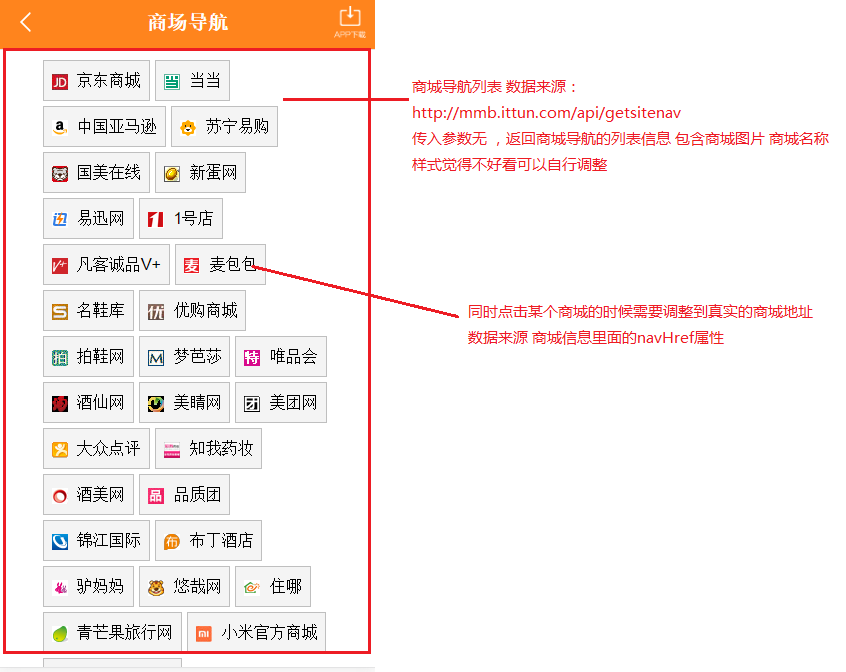 商场导航
APP下载
京东商城 当当
中国亚马逊 苏宁易购
国美在线 新蛋网
易迅网 1号店
凡客诚品V+ 麦包包
名鞋库 优购商城
拍鞋网 梦芭莎 唯品会
酒仙网 美睛网 美团网
大众点评 知我药妆
酒美网 品质团
锦江国际 布丁酒店
驴妈妈 悠哉网 住哪
青芒果旅行网 小米官方商城
商城导航列表 数据来源：
http://mmb.ittun.com/api/getsitenav
传入参数无 ，返回商城导航的列表信息 包含商城图片 商城名称
样式觉得不好看可以自行调整
同时点击某个商城的时候需要调整到真实的商城地址
数据来源 商城信息里面的navHref属性